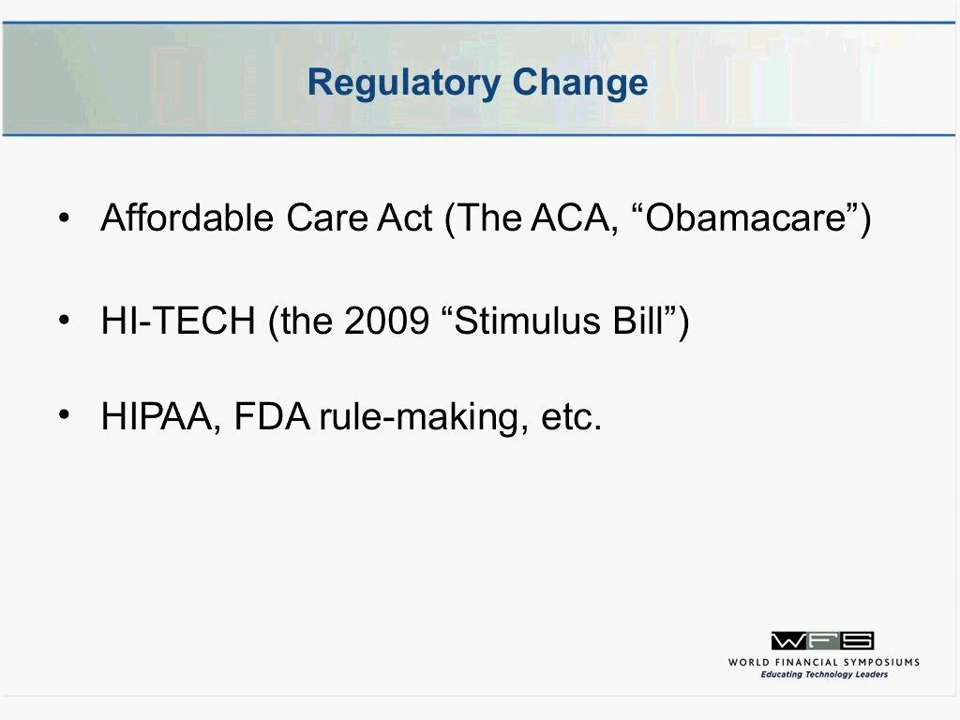 Regulatory Change
• Affordable Care Act (The ACA, “Obamacare”)
• HI-TECH (the 2009 “Stimulus Bill”)
• HIPAA, FDA rule-making, etc.
WFS
WORLD FINANCIAL SYMPOSIUMS
Educating Technology Leaders